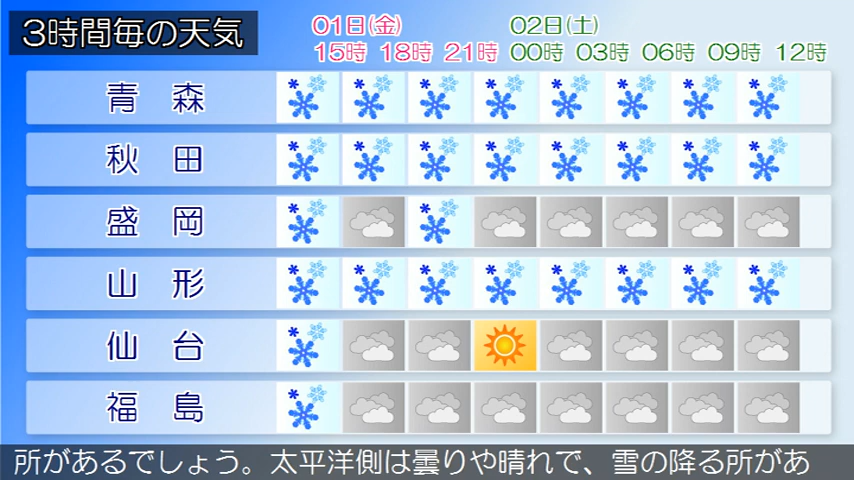 3時間毎の天気
01日(金) 02日(土)
15時 18時 21時 00時 03時 06時 09時 12時
青森
秋田
盛岡
山形
仙台
福島
所があるでしょう。太平洋側は曇りや晴れで、雪の降る所があ